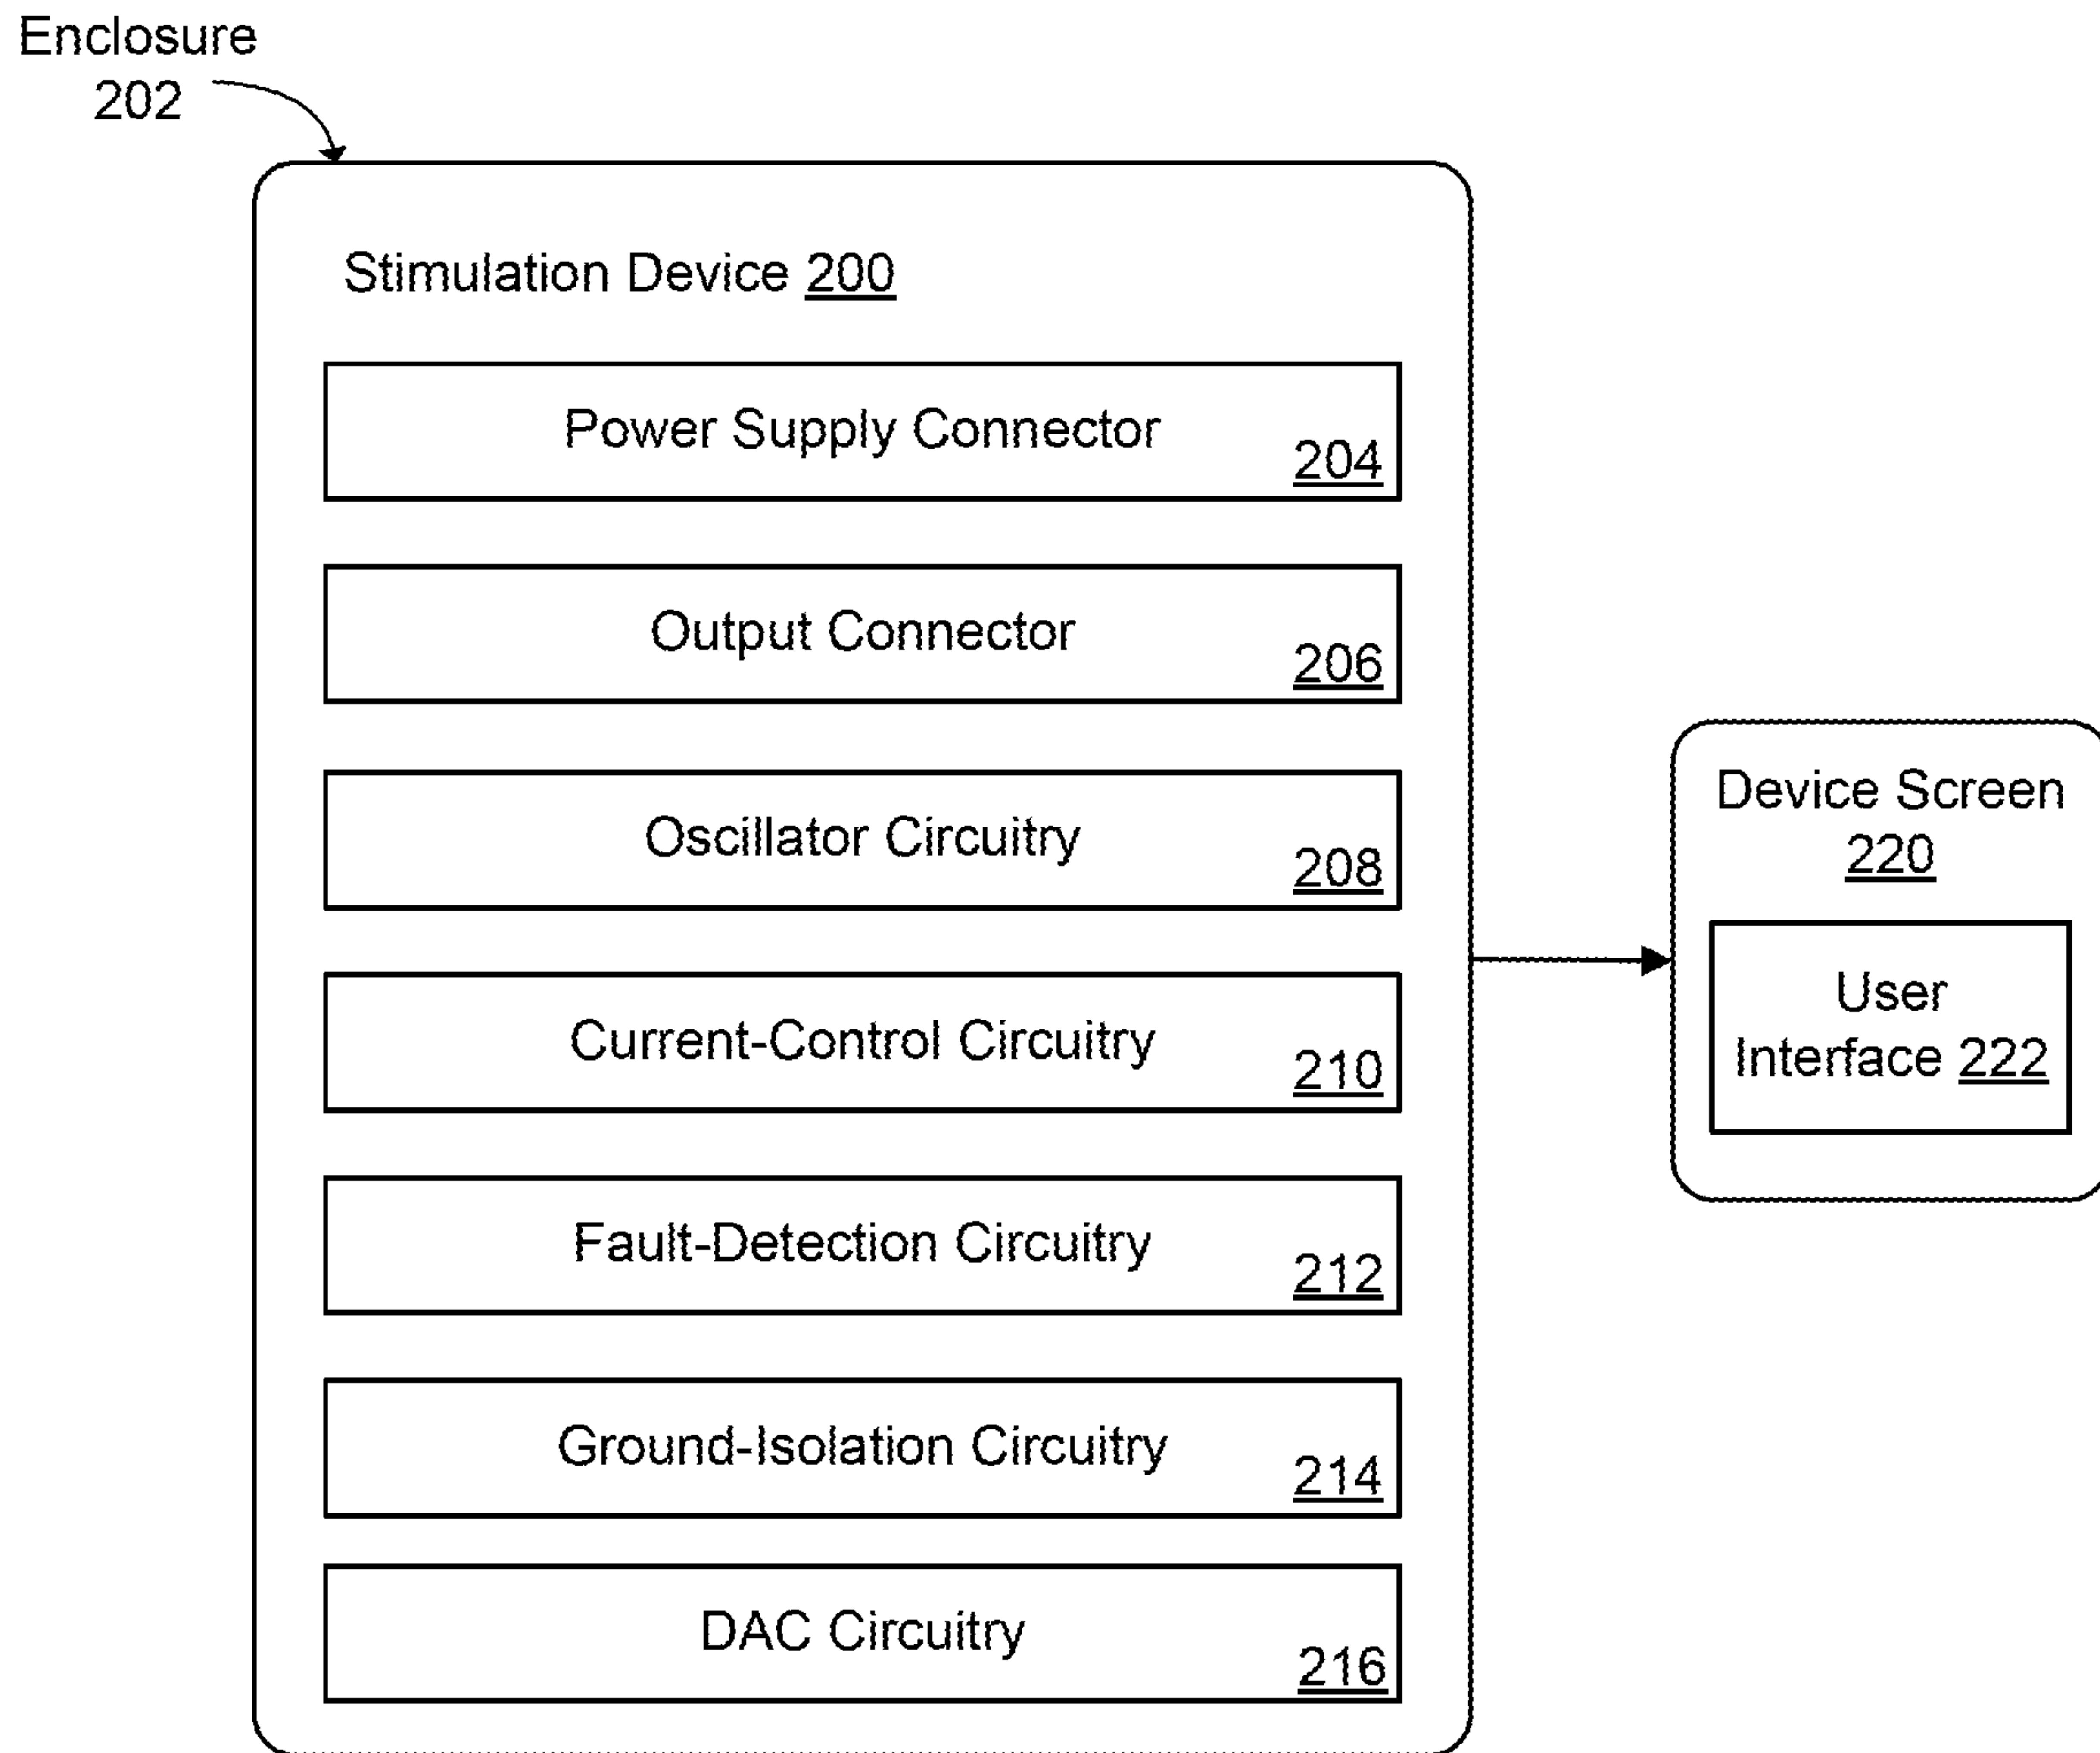 Enclosure
202
Stimulation Device 200
Power Supply Connector
204
Output Connector
206
Oscillator Circuitry
208
Current-Control Circuitry
210
Fault-Detection Circuitry
212
Ground-Isolation Circuitry
214
DAC Circuitry
216
Device Screen
220
User
Interface 222